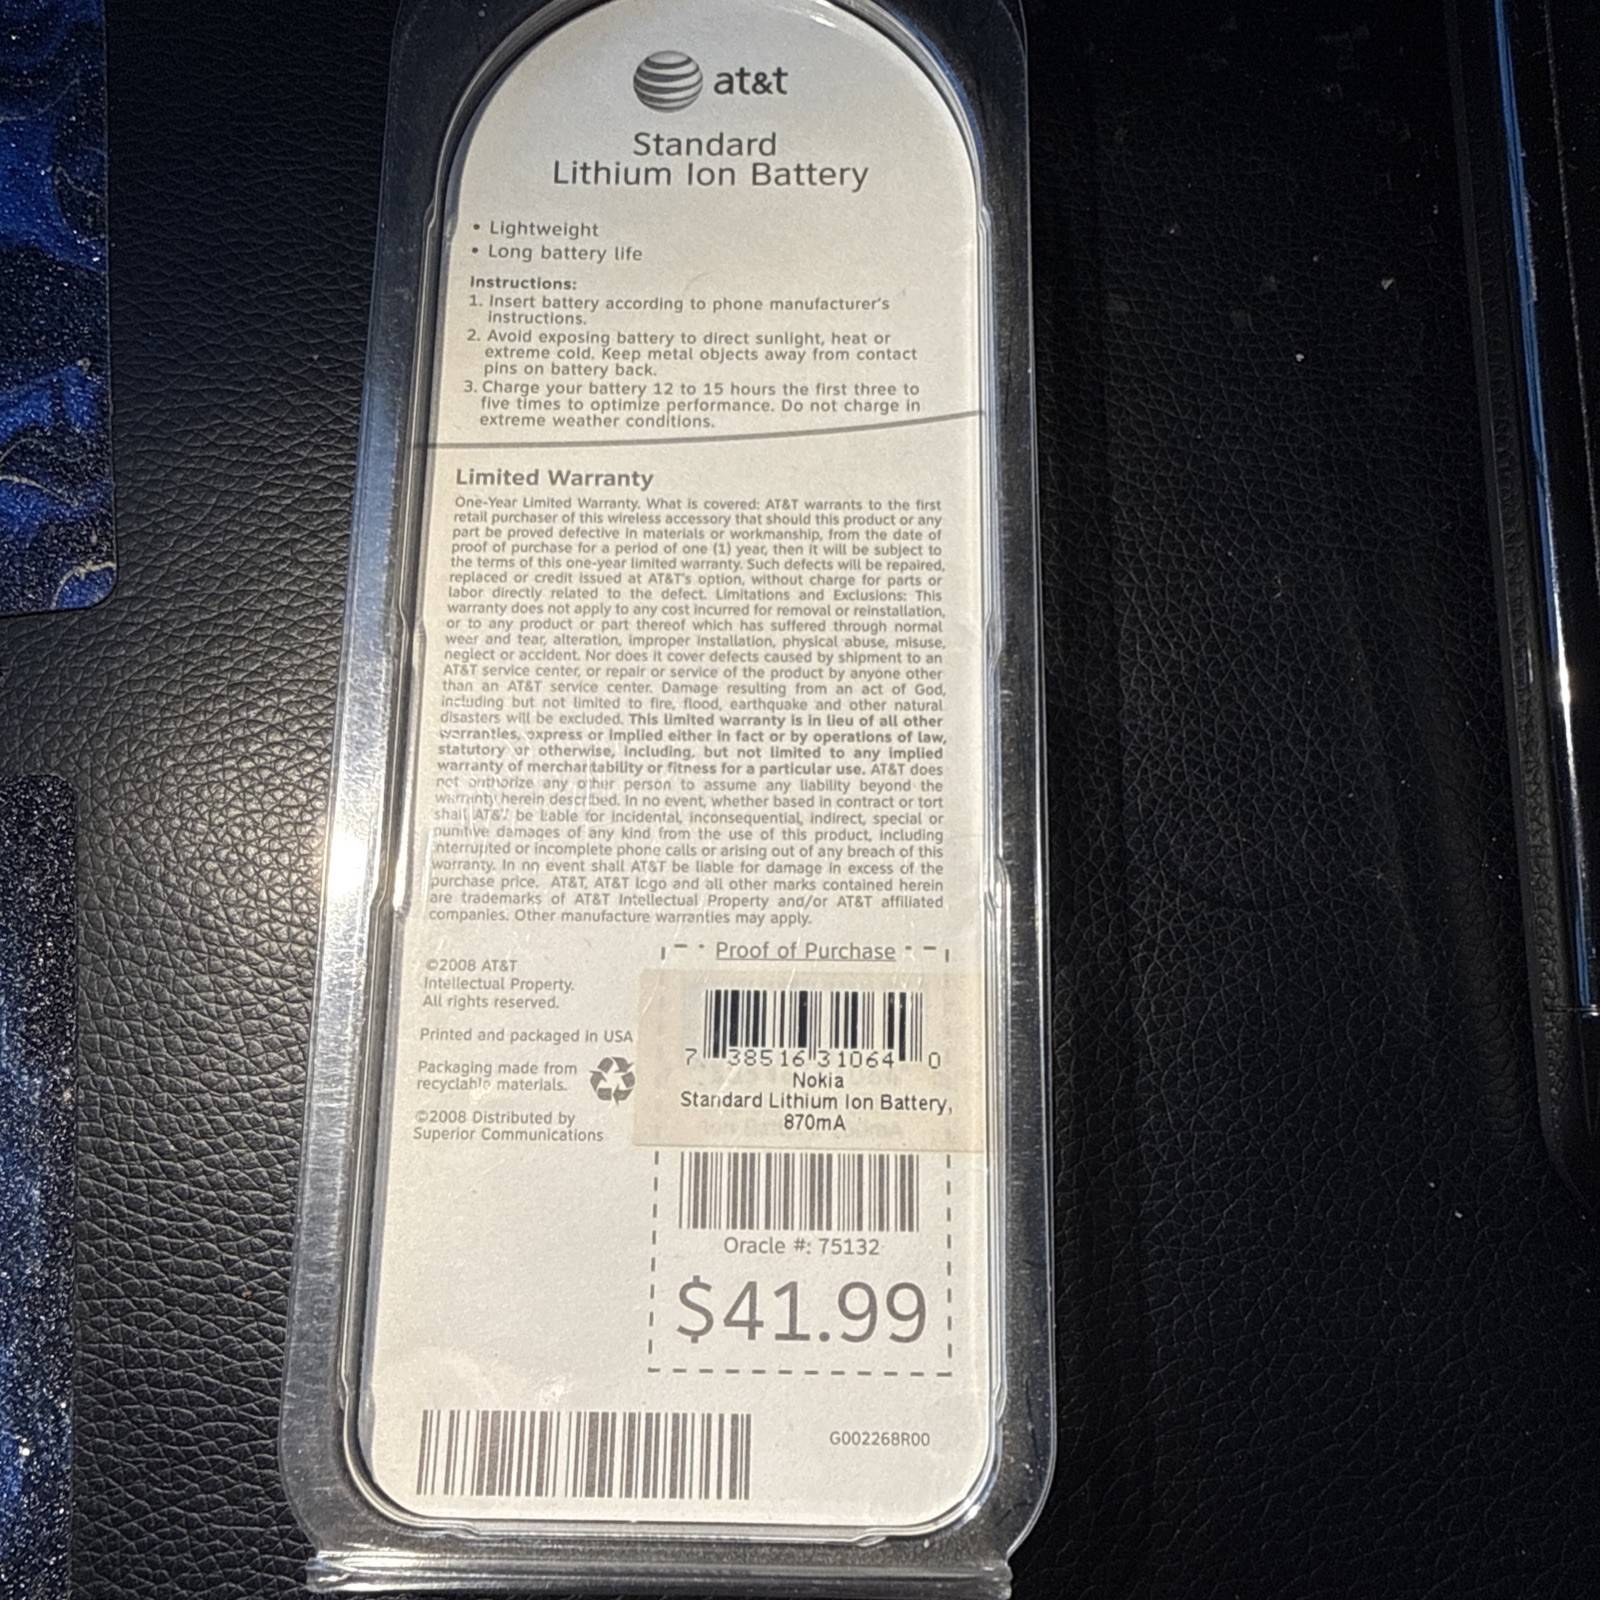 at&t
Standard
Lithium Ion Battery
• Lightweight
• Long battery life
Instructions:
1. Insert battery according to phone manufacturer's
instructions.
2. Avoid exposing battery to direct sunlight, heat or
extreme cold. Keep metal objects away from contact
pins on battery back.
3. Charge your battery 12 to 15 hours the first three to
five times to optimize performance. Do not charge in
extreme weather conditions.
Limited Warranty
One-Year Limited Warranty. What is covered: AT&T warrants to the first
retail purchaser of this wireless accessory that should this product or any
part be proved defective in materials or workmanship, from the date of
proof of purchase for a period of one (1) year, then it will be subject to
the terms of this one-year limited warranty. Such defects will be repaired,
replaced or credit issued at AT&T's option, without charge for parts or
labor directly related to the defect. Limitations and Exclusions: This
warranty does not apply to any cost incurred for removal or reinstallation,
or to any product or part thereof which has suffered through normal
wear and tear, alteration, improper installation, physical abuse, misuse,
neglect or accident. Nor does it cover defects caused by shipment to an
AT&T service center, or repair or service of the product by anyone other
than an AT&T service center. Damage resulting from an act of God,
including but not limited to fire, flood, earthquake and other natural
disasters will be excluded. This limited warranty is in lieu of all other
warranties, express or implied either in fact or by operations of law,
statutory or otherwise, including, but not limited to any implied
warranty of merchantability or fitness for a particular use. AT&T does
not authorize any other person to assume any liability beyond the
warranty herein described. In no event, whether based in contract or tort
shall AT&T be liable for incidental, inconsequential, indirect, special or
punitive damages of any kind from the use of this product, including
interrupted or incomplete phone calls or arising out of any breach of this
warranty. In no event shall AT&T be liable for damage in excess of the
purchase price. AT&T, AT&T logo and all other marks contained herein
are trademarks of AT&T Intellectual Property and/or AT&T affiliated
companies. Other manufacture warranties may apply.
©2008 AT&T
Intellectual Property.
All rights reserved.
Printed and packaged in USA
Packaging made from
recyclable materials.
©2008 Distributed by
Superior Communications
Proof of Purchase
7 38516 31064 0
Nokia
Standard Lithium Ion Battery,
870mA
Oracle #: 75132
$41.99
G002268R00